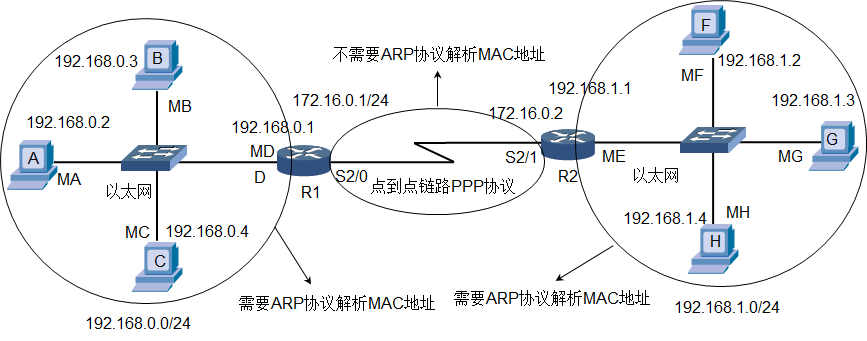 不需要ARP协议解析MAC地址
F
B
192.168.0.3
MF
192.168.1.2
192.168.1.1
MB
172.16.0.1/24
172.16.0.2
192.168.1.3
192.168.0.2
192.168.0.1
A
MD
S2/1
ME
G
MA
以太网
D
R1
S2/0
点到点链路PPP协议
R2
以太网
MG
MC
192.168.0.4
192.168.1.4
MH
C
H
需要ARP协议解析MAC地址
需要ARP协议解析MAC地址
192.168.0.0/24
192.168.1.0/24